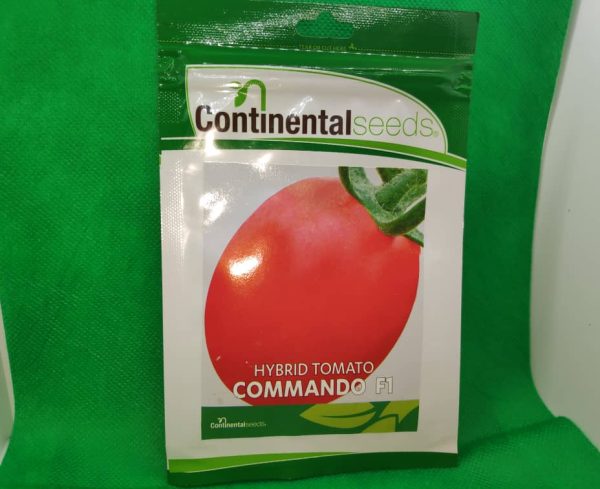 Continentalseeds®
HYBRID TOMATO
COMMANDO F1
Continentalseeds®